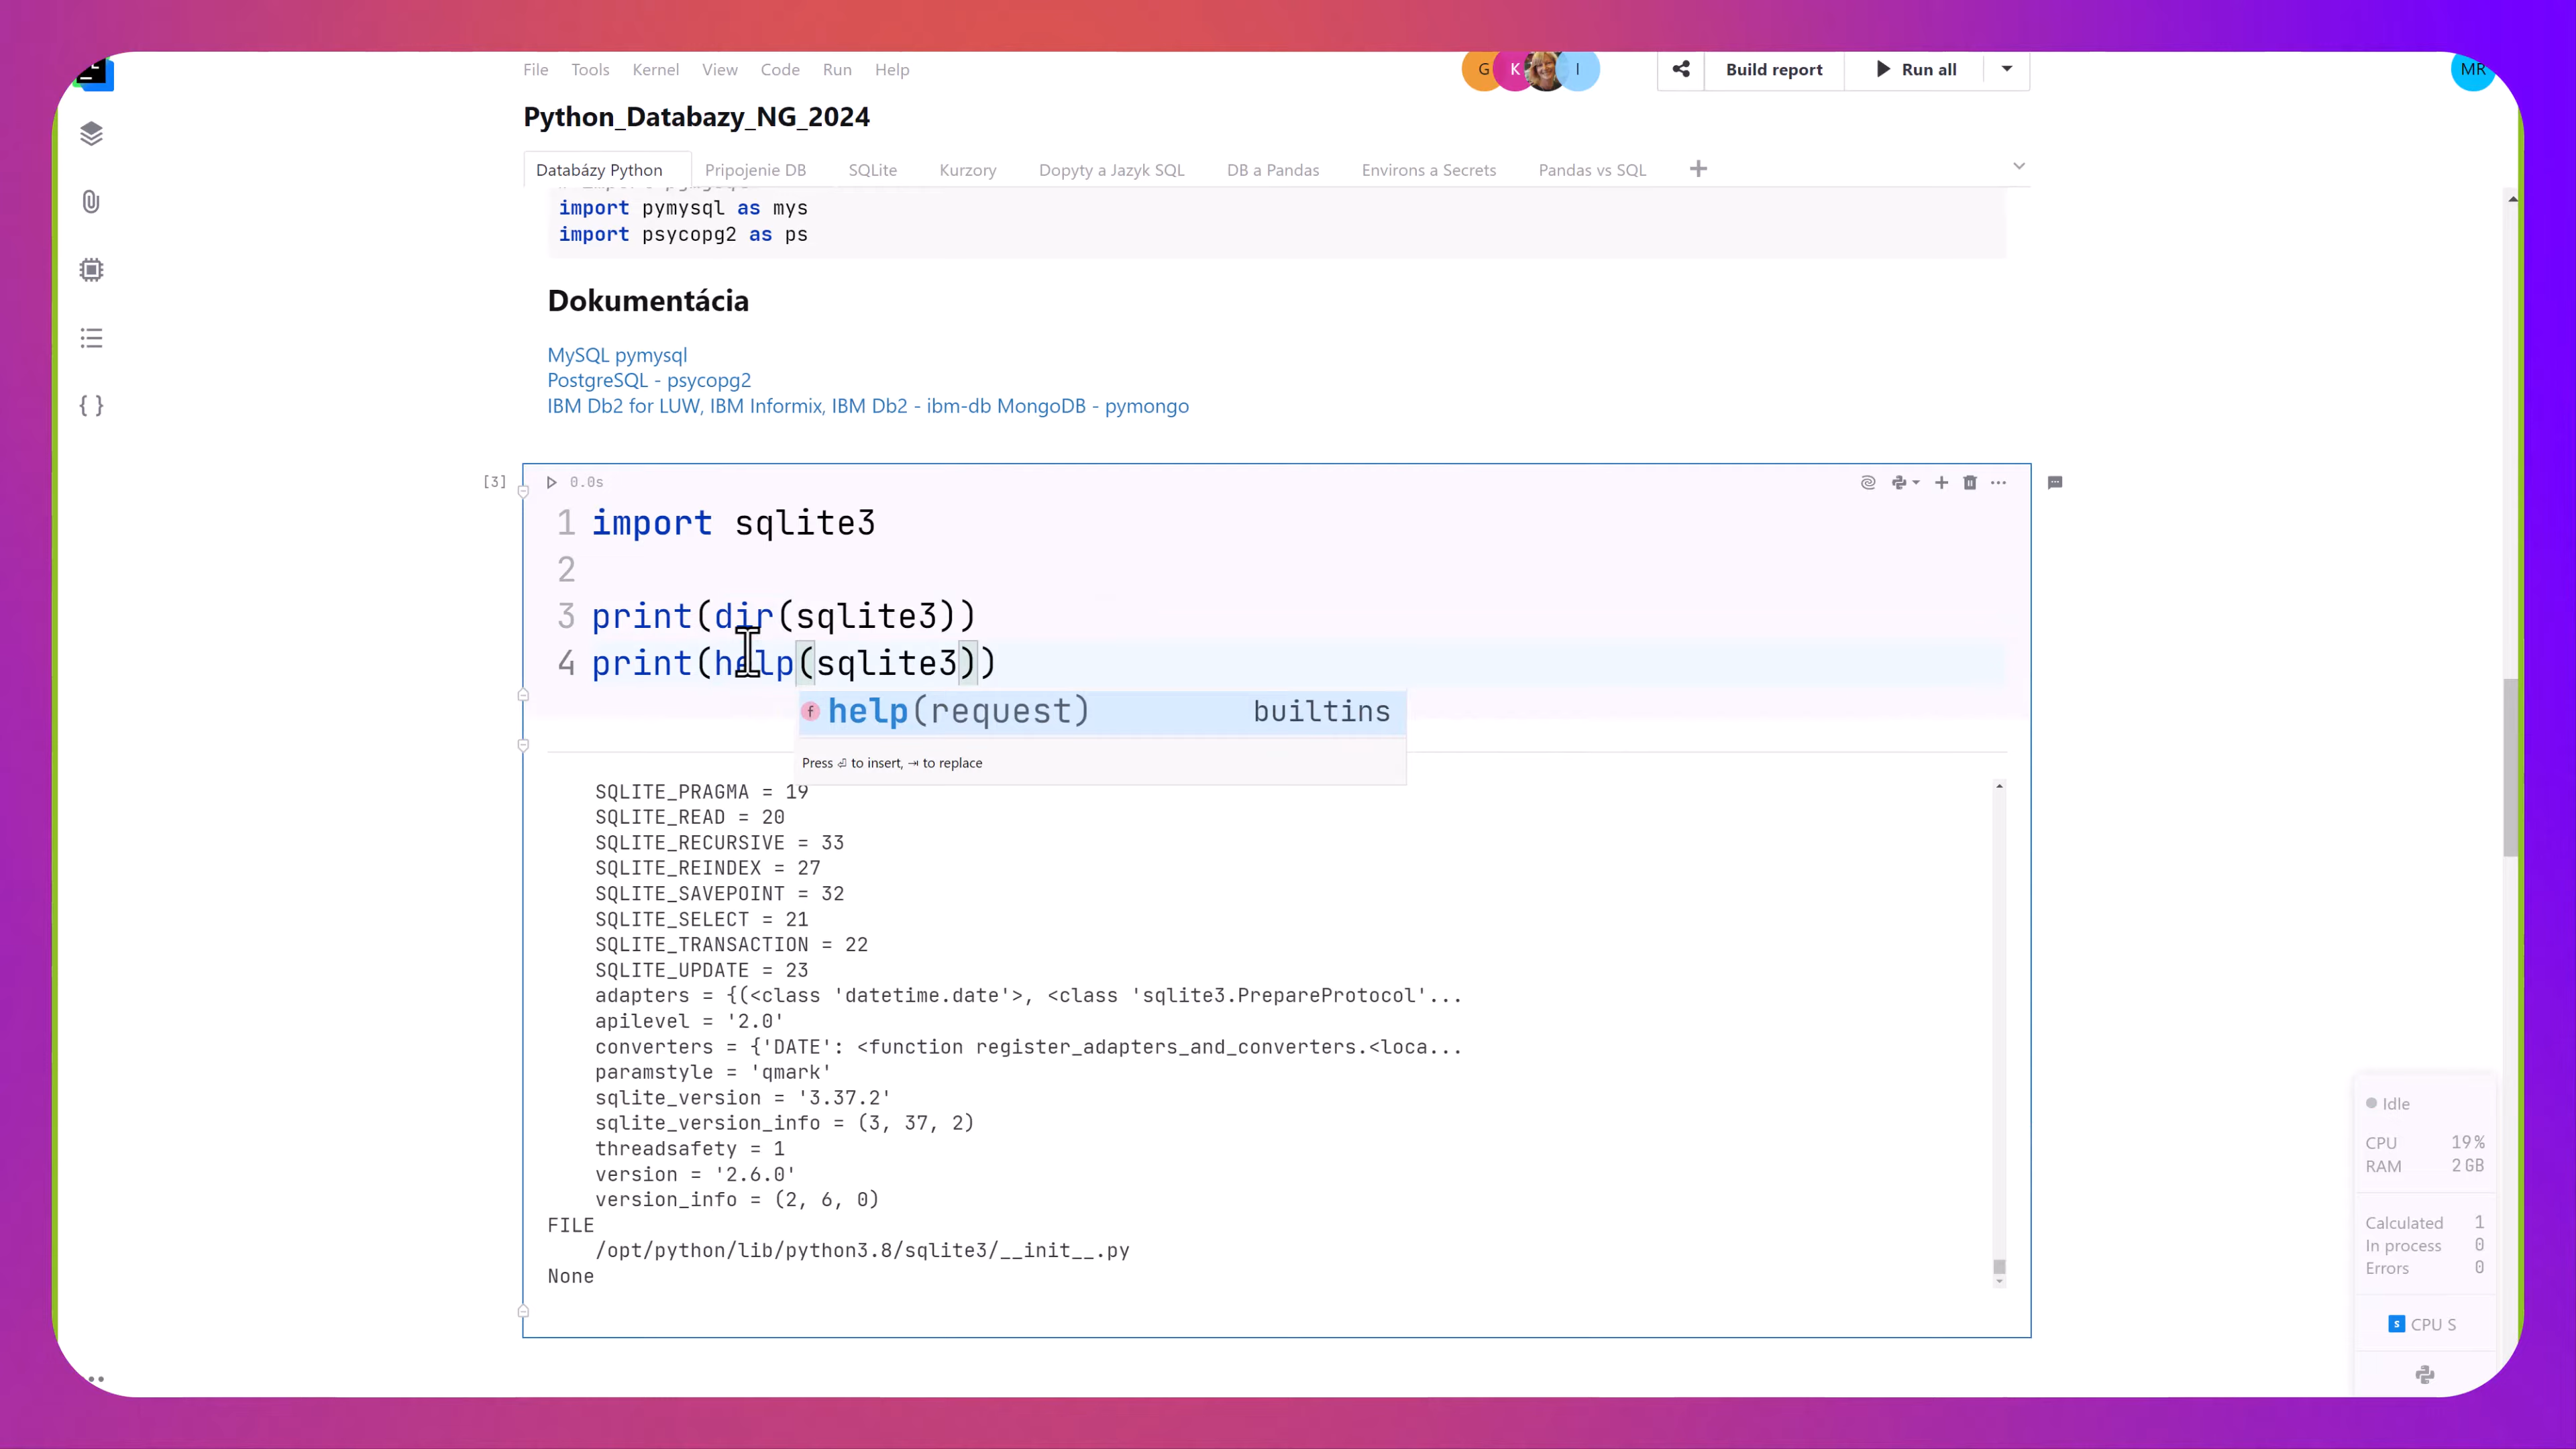 File Tools Kernel View Code Run Help
G K I
Build report
Run all
MR
Python_Databazy_NG_2024
Databázy Python Pripojenie DB SQLite Kurzory Dopyty a Jazyk SQL DB a Pandas Environs a Secrets Pandas vs SQL
import pymysql as mys
import psycopg2 as ps
Dokumentácia
MySQL pymysql
PostgreSQL - psycopg2
IBM Db2 for LUW, IBM Informix, IBM Db2 - ibm-db MongoDB - pymongo
[3] 0.0s
1 import sqlite3
2
3 print(dir(sqlite3))
4 print(help(sqlite3))
f help(request) builtins
Press ⏎ to insert, ⇥ to replace
SQLITE_PRAGMA = 19
SQLITE_READ = 20
SQLITE_RECURSIVE = 33
SQLITE_REINDEX = 27
SQLITE_SAVEPOINT = 32
SQLITE_SELECT = 21
SQLITE_TRANSACTION = 22
SQLITE_UPDATE = 23
adapters = {(<class 'datetime.date'>, <class 'sqlite3.PrepareProtocol'...
apilevel = '2.0'
converters = {'DATE': <function register_adapters_and_converters.<loca...
paramstyle = 'qmark'
sqlite_version = '3.37.2'
sqlite_version_info = (3, 37, 2)
threadsafety = 1
version = '2.6.0'
version_info = (2, 6, 0)
FILE
/opt/python/lib/python3.8/sqlite3/__init__.py
None
Idle
CPU 19%
RAM 2 GB
Calculated 1
In process 0
Errors 0
S CPU S